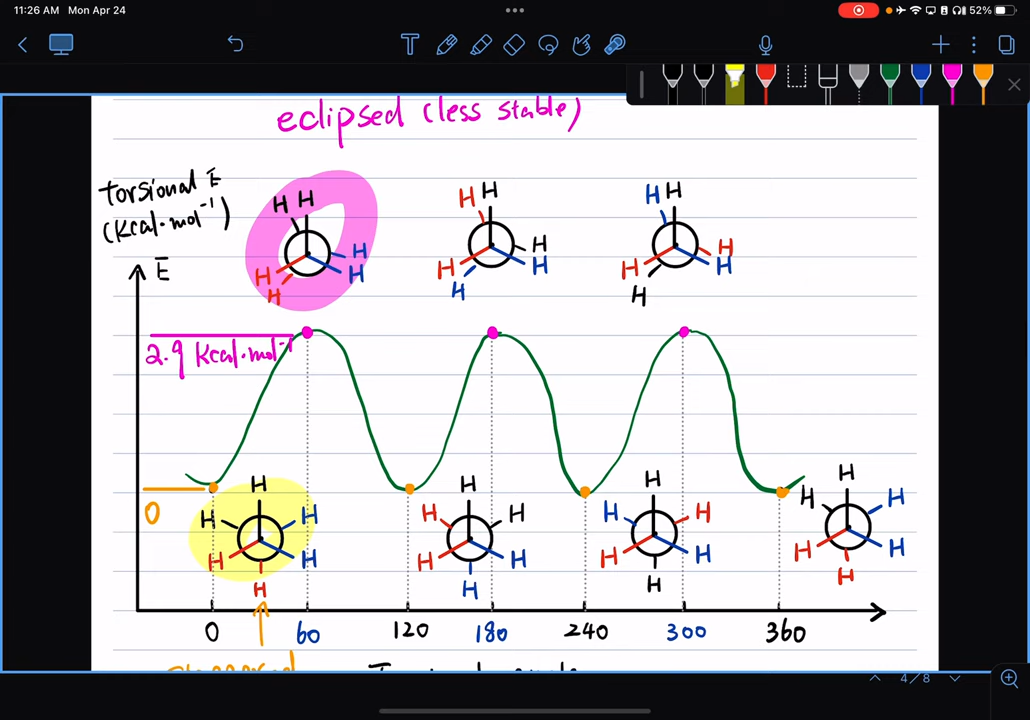 11:26 AM Mon Apr 24
52%
T
eclipsed (less stable)
torsional E
(Kcal·mol⁻¹)
E
H H
H H
H H
H H
H H
H H
H H
H H
H
2.9 Kcal·mol⁻¹
0
H
H H
H H
H
H
H H
H H
H
H
H H
H H
H
H
H H
H H
H
0 60 120 180 240 300 360
4/8